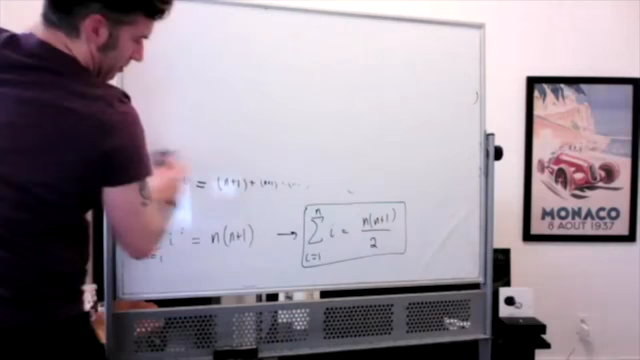 = (n+1) + (n+1) + ... 
i = n(n+1) → n ∑ i=1 i = n(n+1) / 2
MONACO
8 AOUT 1937